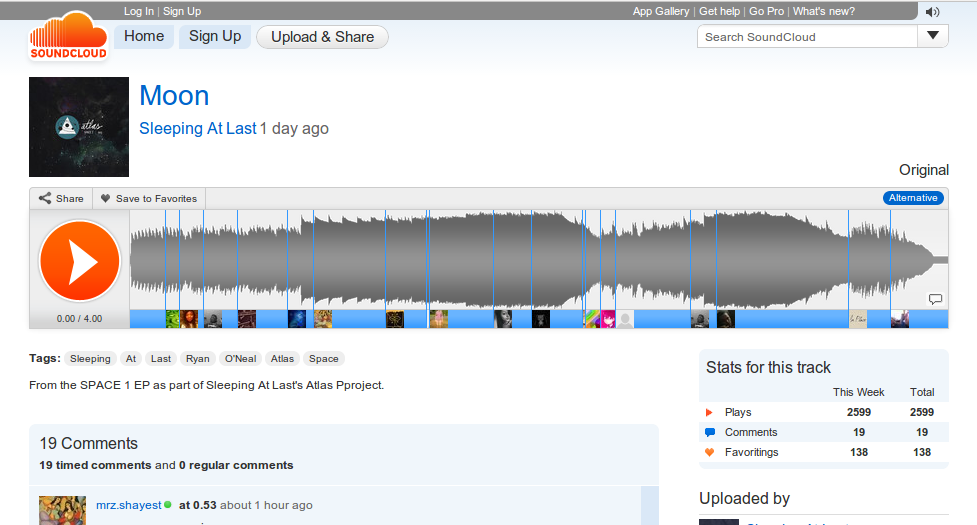 Log In | Sign Up
App Gallery | Get help | Go Pro | What's new?
SOUNDCLOUD
Home
Sign Up
Upload & Share
Search SoundCloud
atlas
Moon
Sleeping At Last 1 day ago
Original
Share
Save to Favorites
Alternative
0.00 / 4.00
Tags: Sleeping At Last Ryan O'Neal Atlas Space
From the SPACE 1 EP as part of Sleeping At Last's Atlas Pproject.
Stats for this track
This Week Total
Plays 2599 2599
Comments 19 19
Favoritings 138 138
19 Comments
19 timed comments and 0 regular comments
mrz.shayest at 0.53 about 1 hour ago
Uploaded by